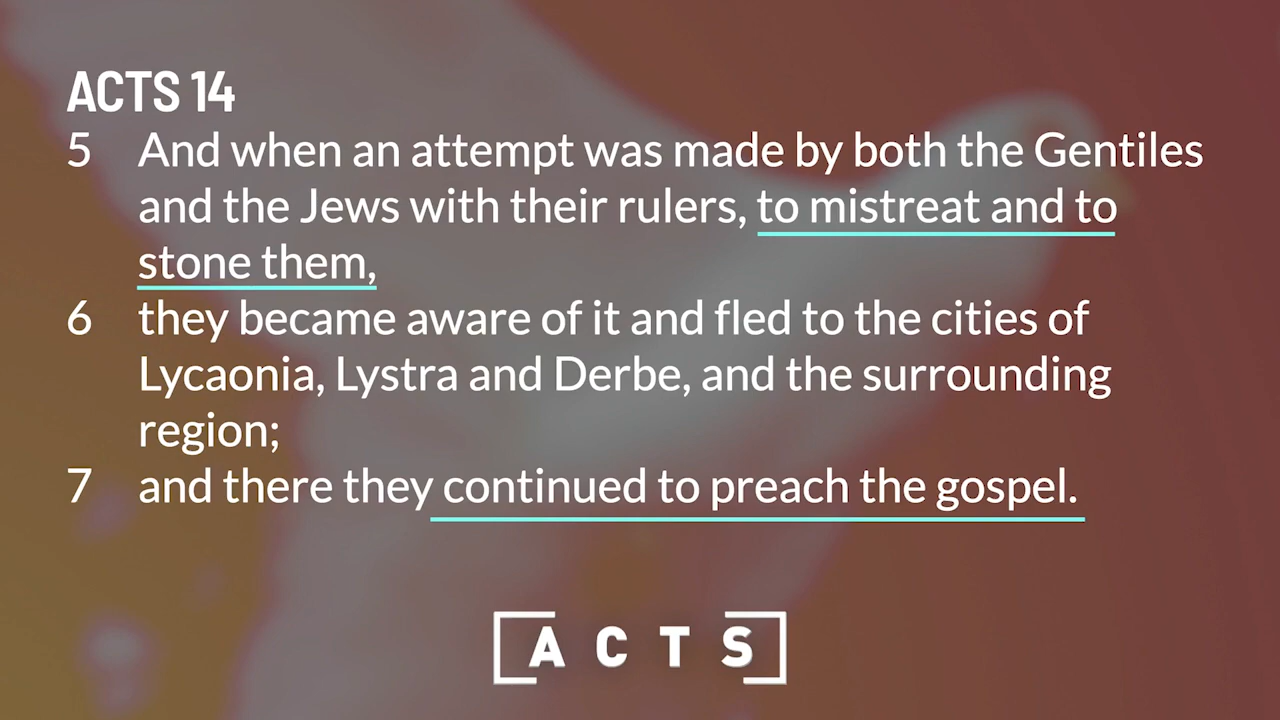 ACTS 14
5 And when an attempt was made by both the Gentiles
and the Jews with their rulers, to mistreat and to
stone them,
6 they became aware of it and fled to the cities of
Lycaonia, Lystra and Derbe, and the surrounding
region;
7 and there they continued to preach the gospel.
ACTS